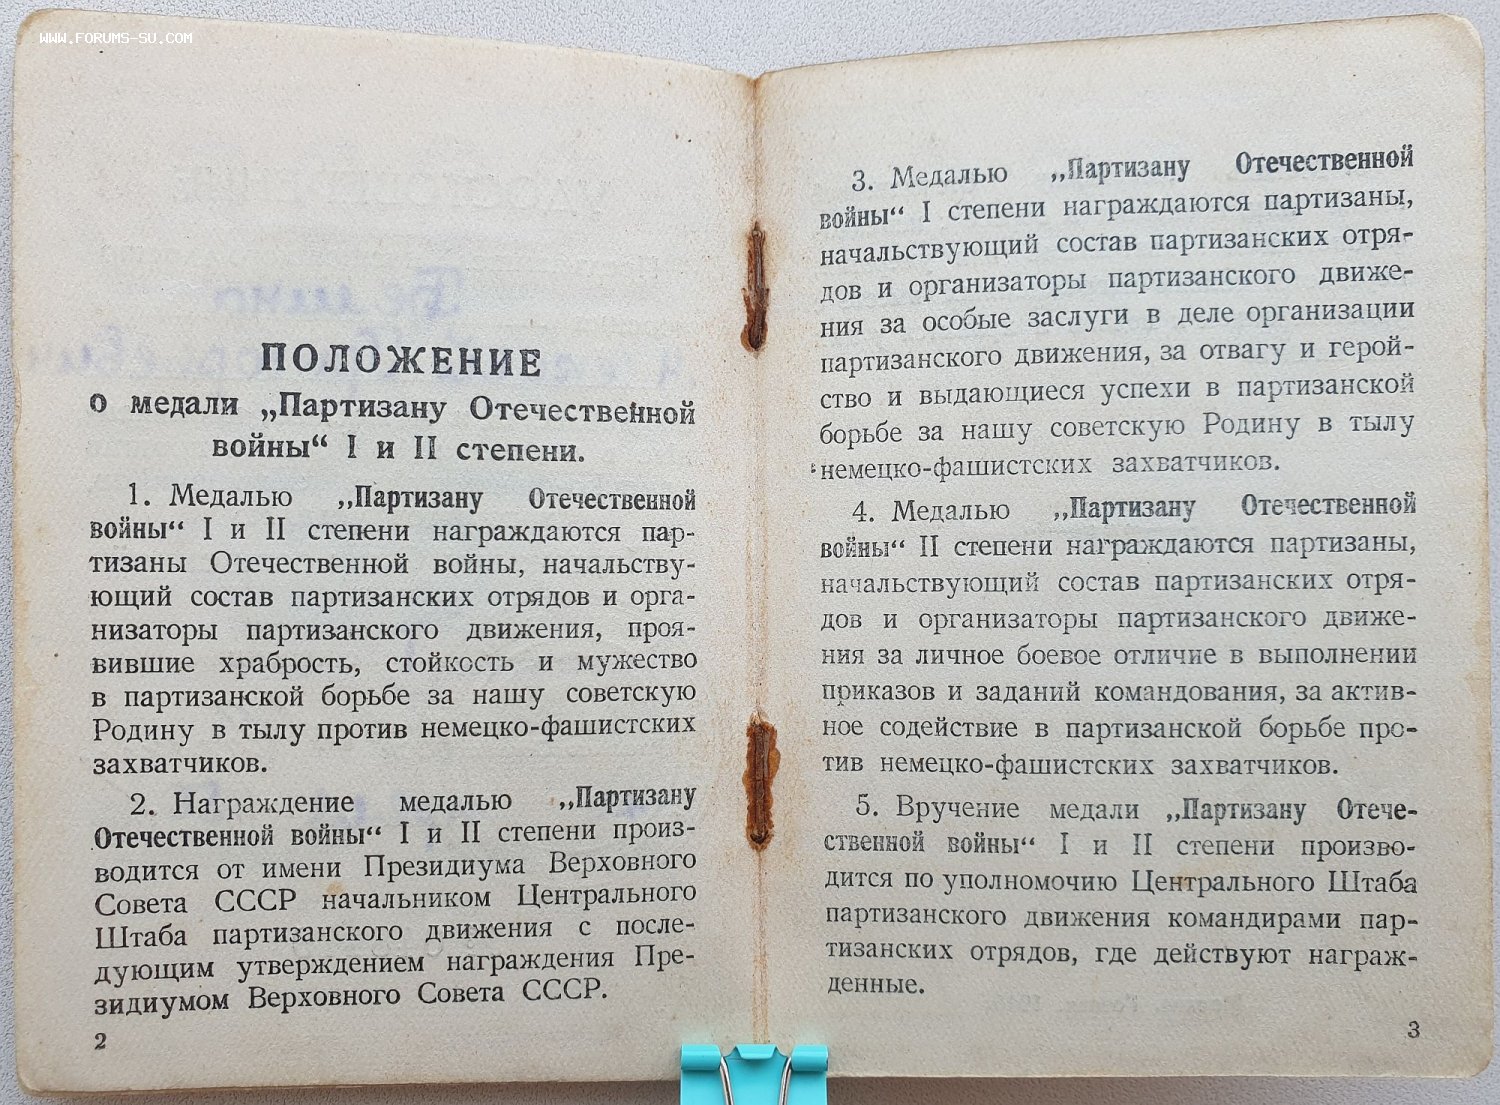 WWW.FORUMS-SU.COM
ПОЛОЖЕНИЕ
о медали „Партизану Отечественной
войны“ I и II степени.
1. Медалью „Партизану Отечественной
войны“ I и II степени награждаются пар-
тизаны Отечественной войны, начальству-
ющий состав партизанских отрядов и орга-
низаторы партизанского движения, проя-
вившие храбрость, стойкость и мужество
в партизанской борьбе за нашу советскую
Родину в тылу против немецко-фашистских
захватчиков.
2. Награждение медалью „Партизану
Отечественной войны“ I и II степени произ-
водится от имени Президиума Верховного
Совета СССР начальником Центрального
Штаба партизанского движения с после-
дующим утверждением награждения Пре-
зидиумом Верховного Совета СССР.
2
3. Медалью „Партизану Отечественной
войны“ I степени награждаются партизаны,
начальствующий состав партизанских отря-
дов и организаторы партизанского движе-
ния за особые заслуги в деле организации
партизанского движения, за отвагу и герой-
ство и выдающиеся успехи в партизанской
борьбе за нашу советскую Родину в тылу
немецко-фашистских захватчиков.
4. Медалью „Партизану Отечественной
войны“ II степени награждаются партизаны,
начальствующий состав партизанских отря-
дов и организаторы партизанского движе-
ния за личное боевое отличие в выполнении
приказов и заданий командования, за актив-
ное содействие в партизанской борьбе про-
тив немецко-фашистских захватчиков.
5. Вручение медали „Партизану Отече-
ственной войны“ I и II степени произво-
дится по уполномочию Центрального Штаба
партизанского движения командирами пар-
тизанских отрядов, где действуют награж-
денные.
3